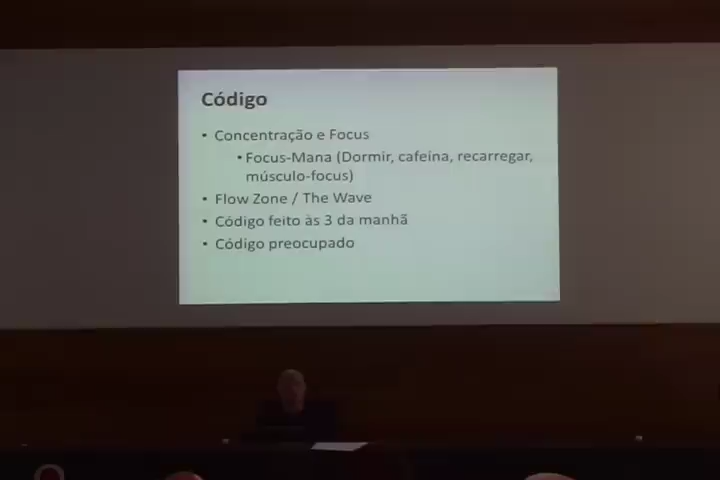 Código
• Concentração e Focus
• Focus-Mana (Dormir, cafeína, recarregar,
músculo-focus)
• Flow Zone / The Wave
• Código feito às 3 da manhã
• Código preocupado